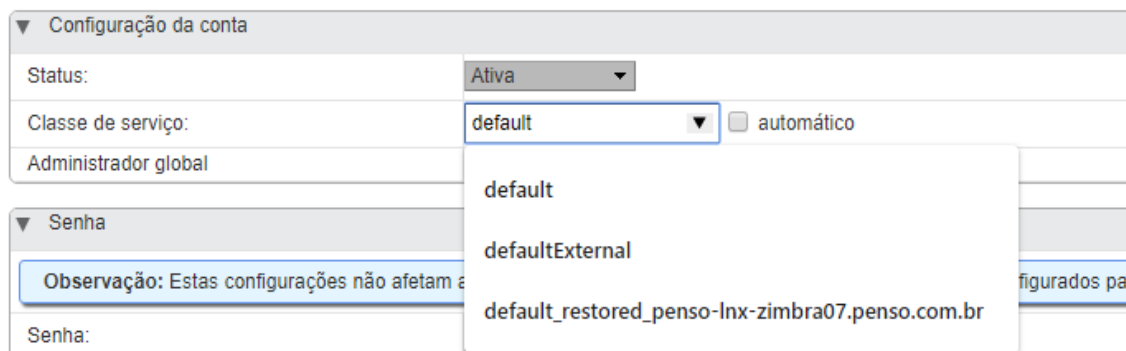 Configuração da conta
Status: Ativa
Classe de serviço: default automático
Administrador global
default
Senha
defaultExternal
Observação: Estas configurações não afetam a figurados pa
default_restored_penso-lnx-zimbra07.penso.com.br
Senha: